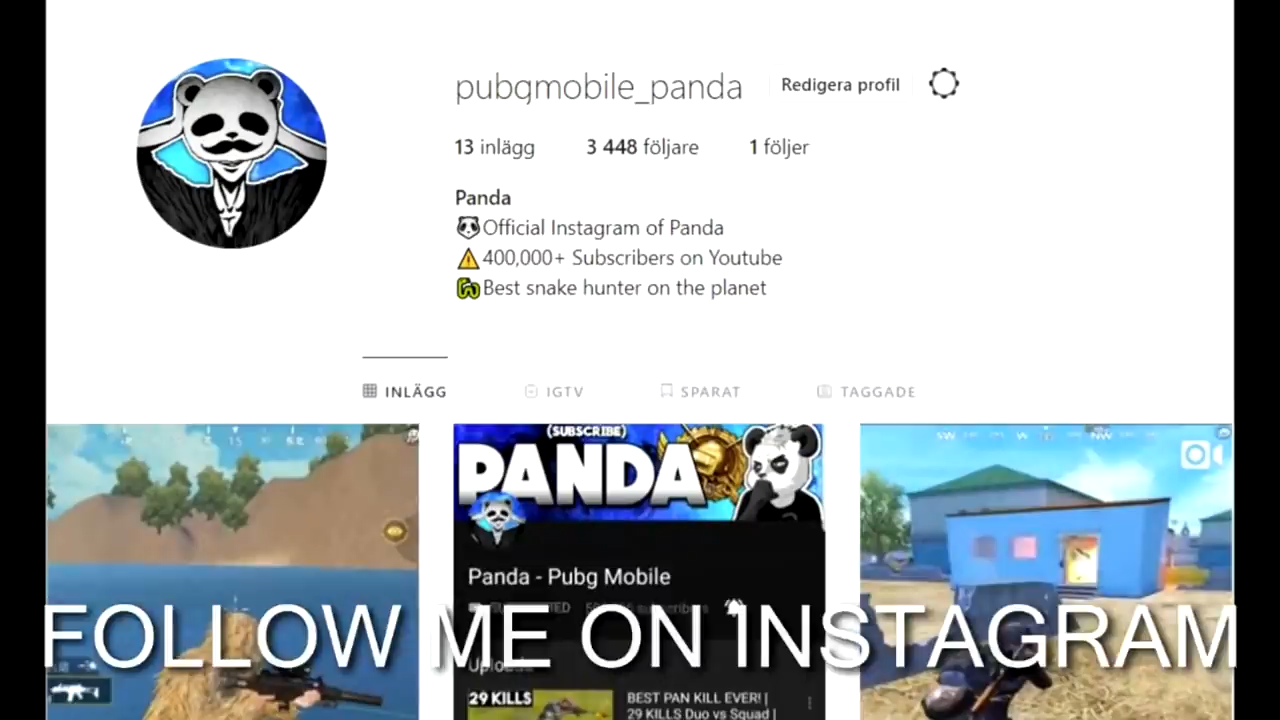 pubgmobile_panda Redigera profil
13 inlägg 3 448 följare 1 följer
Panda
Official Instagram of Panda
400,000+ Subscribers on Youtube
Best snake hunter on the planet
INLÄGG IGTV SPARAT TAGGADE
(SUBSCRIBE)
PANDA
Panda - Pubg Mobile
subscribers
FOLLOW ME ON INSTAGRAM
Uploads
29 KILLS
BEST PAN KILL EVER! |
29 KILLS Duo vs Squad |